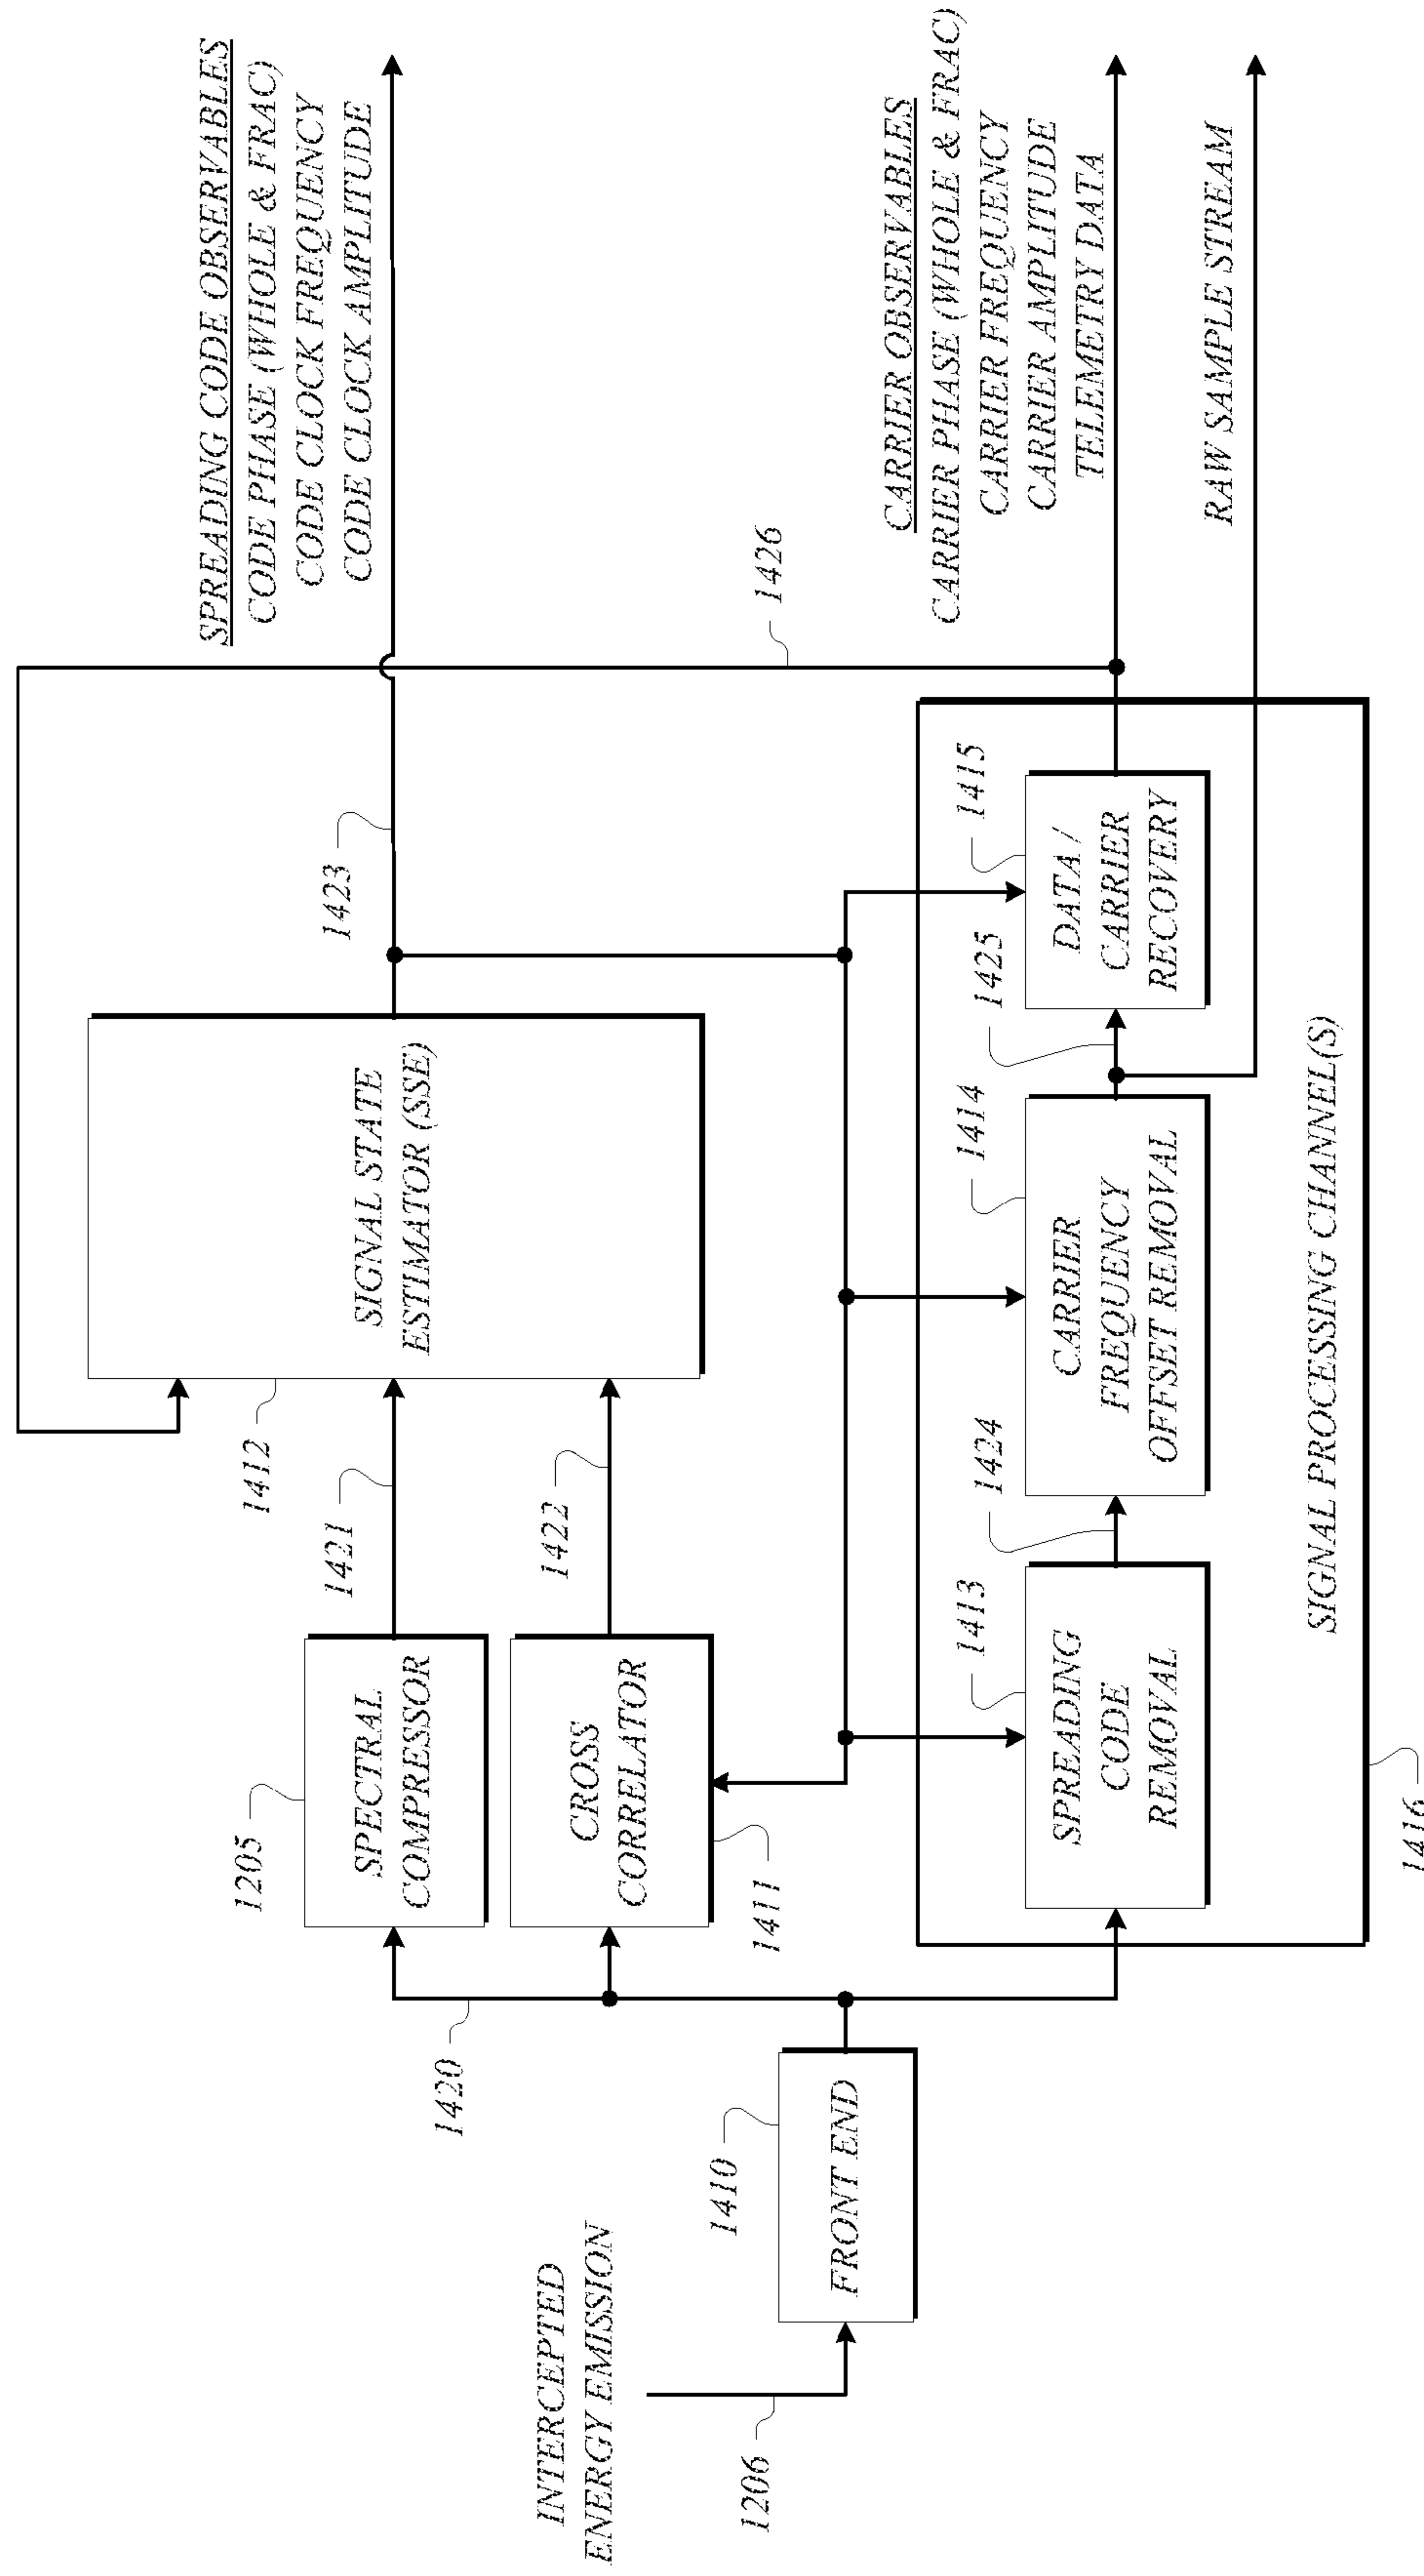 INTERCEPTED
ENERGY EMISSION
1206
1410
FRONT END
1420
1205
SPECTRAL
COMPRESSOR
CROSS
CORRELATOR
1411
1421
1422
1412
SIGNAL STATE
ESTIMATOR (SSE)
1423
SPREADING CODE OBSERVABLES
CODE PHASE (WHOLE & FRAC)
CODE CLOCK FREQUENCY
CODE CLOCK AMPLITUDE
1426
1413
SPREADING
CODE
REMOVAL
1424
1414
CARRIER
FREQUENCY
OFFSET REMOVAL
1425
1415
DATA /
CARRIER
RECOVERY
SIGNAL PROCESSING CHANNEL(S)
1416
CARRIER OBSERVABLES
CARRIER PHASE (WHOLE & FRAC)
CARRIER FREQUENCY
CARRIER AMPLITUDE
TELEMETRY DATA
RAW SAMPLE STREAM